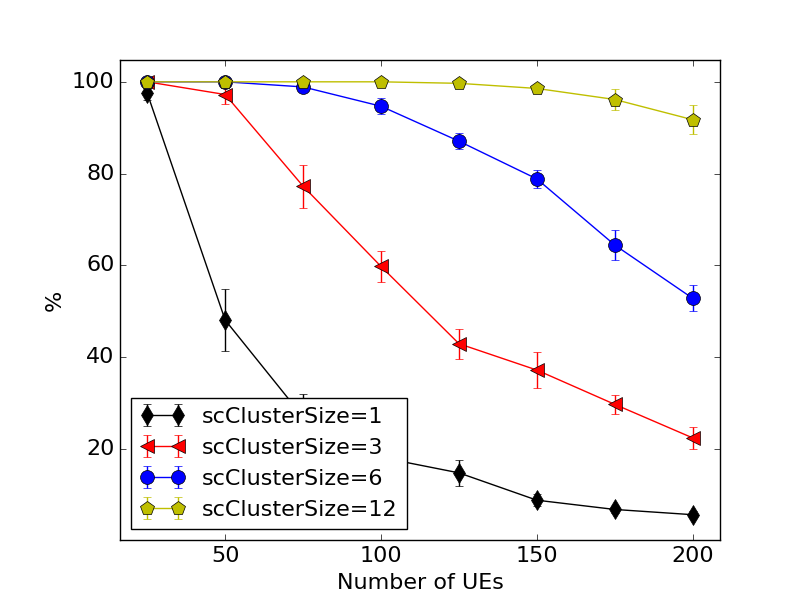 100
80
60
40
20
%
scClusterSize=1
scClusterSize=3
scClusterSize=6
scClusterSize=12
50 100 150 200
Number of UEs